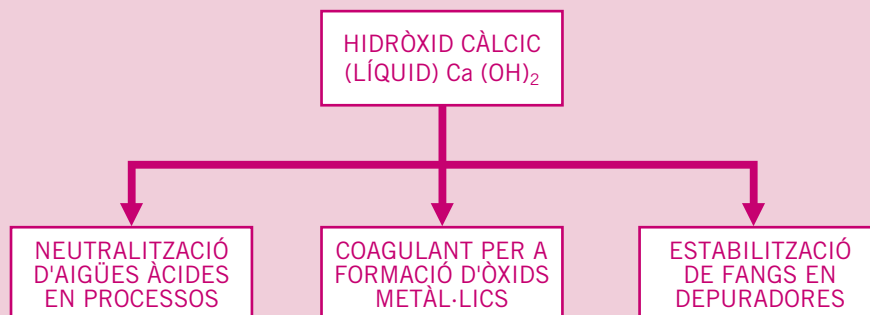 HIDRÒXID CÀLCIC
(LÍQUID) Ca (OH)₂
NEUTRALITZACIÓ
D'AIGÜES ÀCIDES
EN PROCESSOS
COAGULANT PER A
FORMACIÓ D'ÒXIDS
METÀL·LICS
ESTABILITZACIÓ
DE FANGS EN
DEPURADORES